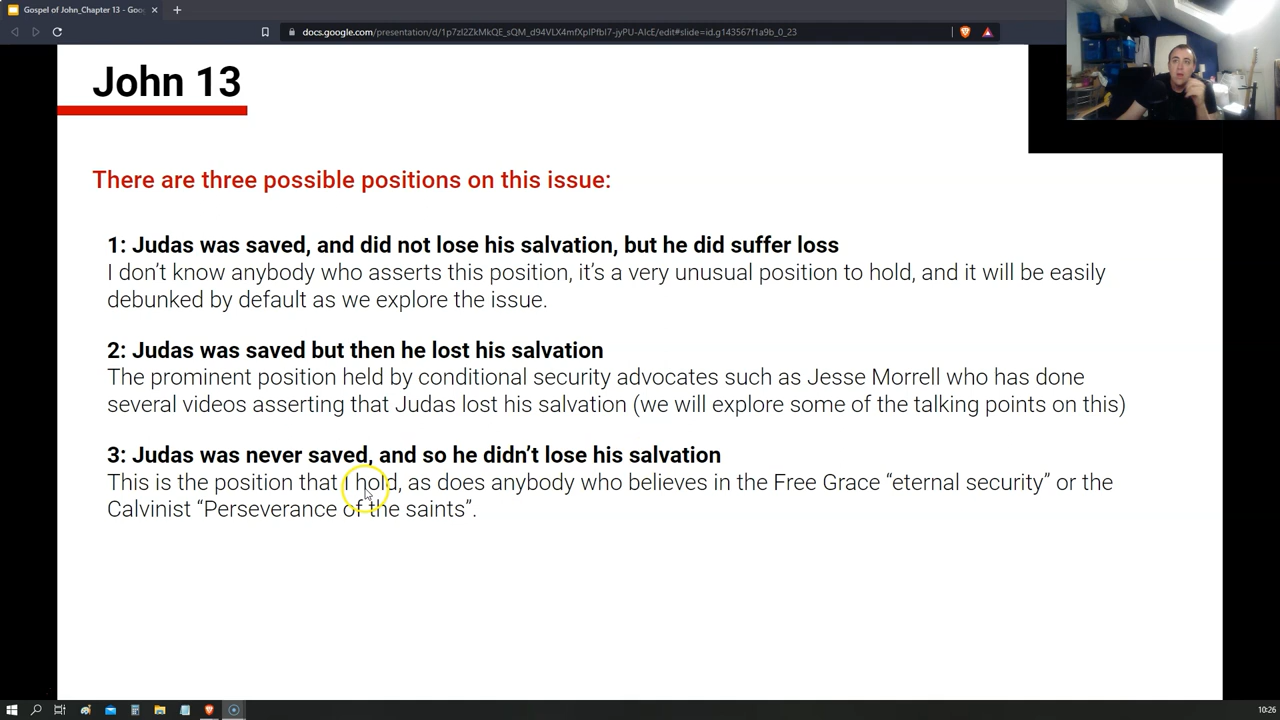 Gospel of John_Chapter 13 - Goo
docs.google.com/presentation/d/1p7zl2ZkMkQE_sQM_d94VLX4mfXplPfbI7-jyPU-AIcE/edit#slide=id.g143567f1a9b_0_23
John 13
There are three possible positions on this issue:
1: Judas was saved, and did not lose his salvation, but he did suffer loss
I don’t know anybody who asserts this position, it’s a very unusual position to hold, and it will be easily
debunked by default as we explore the issue.
2: Judas was saved but then he lost his salvation
The prominent position held by conditional security advocates such as Jesse Morrell who has done
several videos asserting that Judas lost his salvation (we will explore some of the talking points on this)
3: Judas was never saved, and so he didn’t lose his salvation
This is the position that I hold, as does anybody who believes in the Free Grace “eternal security” or the
Calvinist “Perseverance of the saints”.
10:26